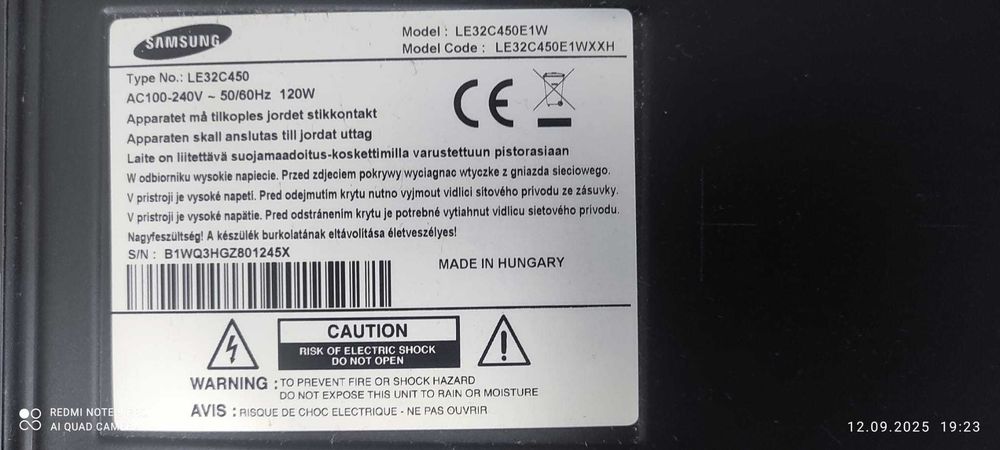 SAMSUNG
Model : LE32C450E1W
Model Code : LE32C450E1WXXH
Type No.: LE32C450
AC100-240V ~ 50/60Hz 120W
Apparatet må tilkoples jordet stikkontakt
Apparaten skall anslutas till jordat uttag
Laite on liitettävä suojamaadoitus-koskettimilla varustettuun pistorasiaan
W odbiorniku wysokie napiecie. Przed zdjeciem pokrywy wyciagnac wtyczke z gniazda sieciowego.
V pristroji je vysoké napetí. Pred odejmutim krytu nutno vyjmout vidlici sitového privodu ze zásuvky.
V pristroji je vysoké napätie. Pred odstránením krytu je potrebné vytiahnut vidlicu sietového privodu.
Nagyfeszültség! A készülék burkolatának eltávolítása életveszélyes!
S/N : B1WQ3HGZ801245X
MADE IN HUNGARY
CE
CAUTION
RISK OF ELECTRIC SHOCK
DO NOT OPEN
WARNING : TO PREVENT FIRE OR SHOCK HAZARD
DO NOT EXPOSE THIS UNIT TO RAIN OR MOISTURE
AVIS : RISQUE DE CHOC ELECTRIQUE - NE PAS OUVRIR
REDMI NOTE
AI QUAD
12.09.2025 19:23